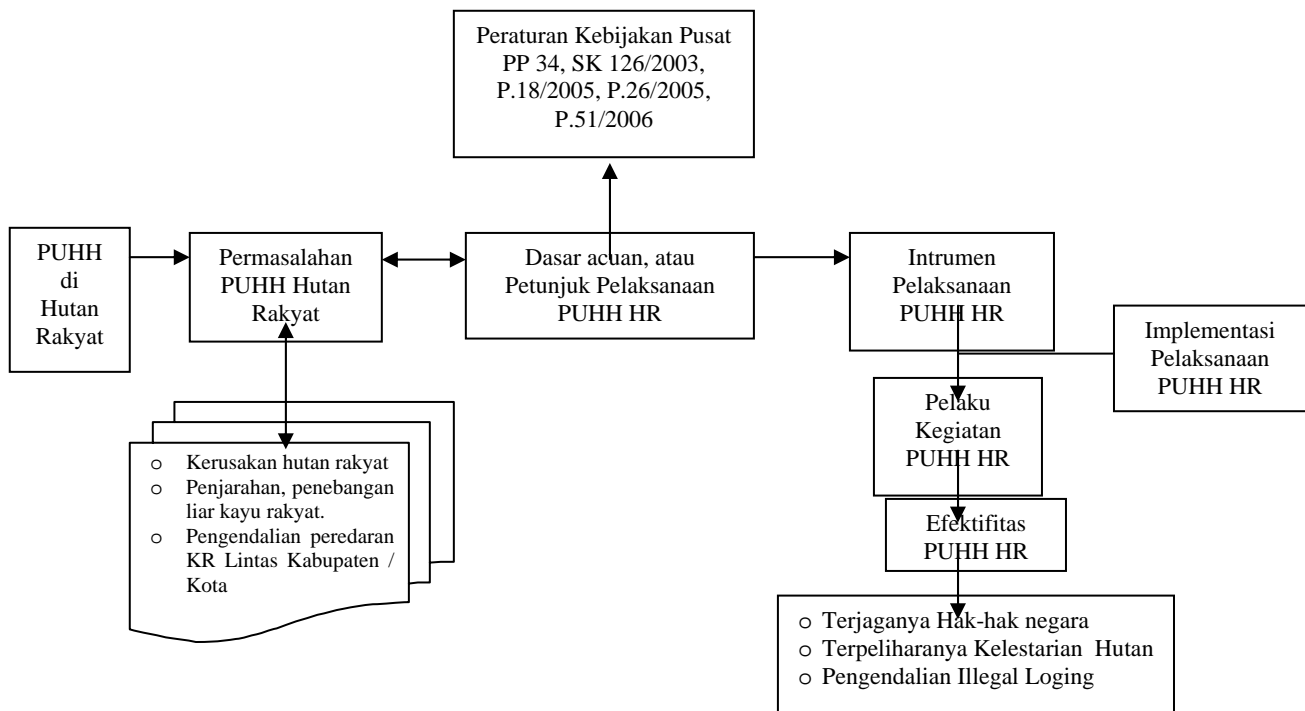 Peraturan Kebijakan Pusat
PP 34, SK 126/2003,
P.18/2005, P.26/2005,
P.51/2006
PUHH
di
Hutan
Rakyat
Permasalahan
PUHH Hutan
Rakyat
Dasar acuan, atau
Petunjuk Pelaksanaan
PUHH HR
Intrumen
Pelaksanaan
PUHH HR
Implementasi
Pelaksanaan
PUHH HR
Pelaku
Kegiatan
PUHH HR
o Kerusakan hutan rakyat
o Penjarahan, penebangan
liar kayu rakyat.
o Pengendalian peredaran
KR Lintas Kabupaten /
Kota
Efektifitas
PUHH HR
o Terjaganya Hak-hak negara
o Terpeliharanya Kelestarian Hutan
o Pengendalian Illegal Loging